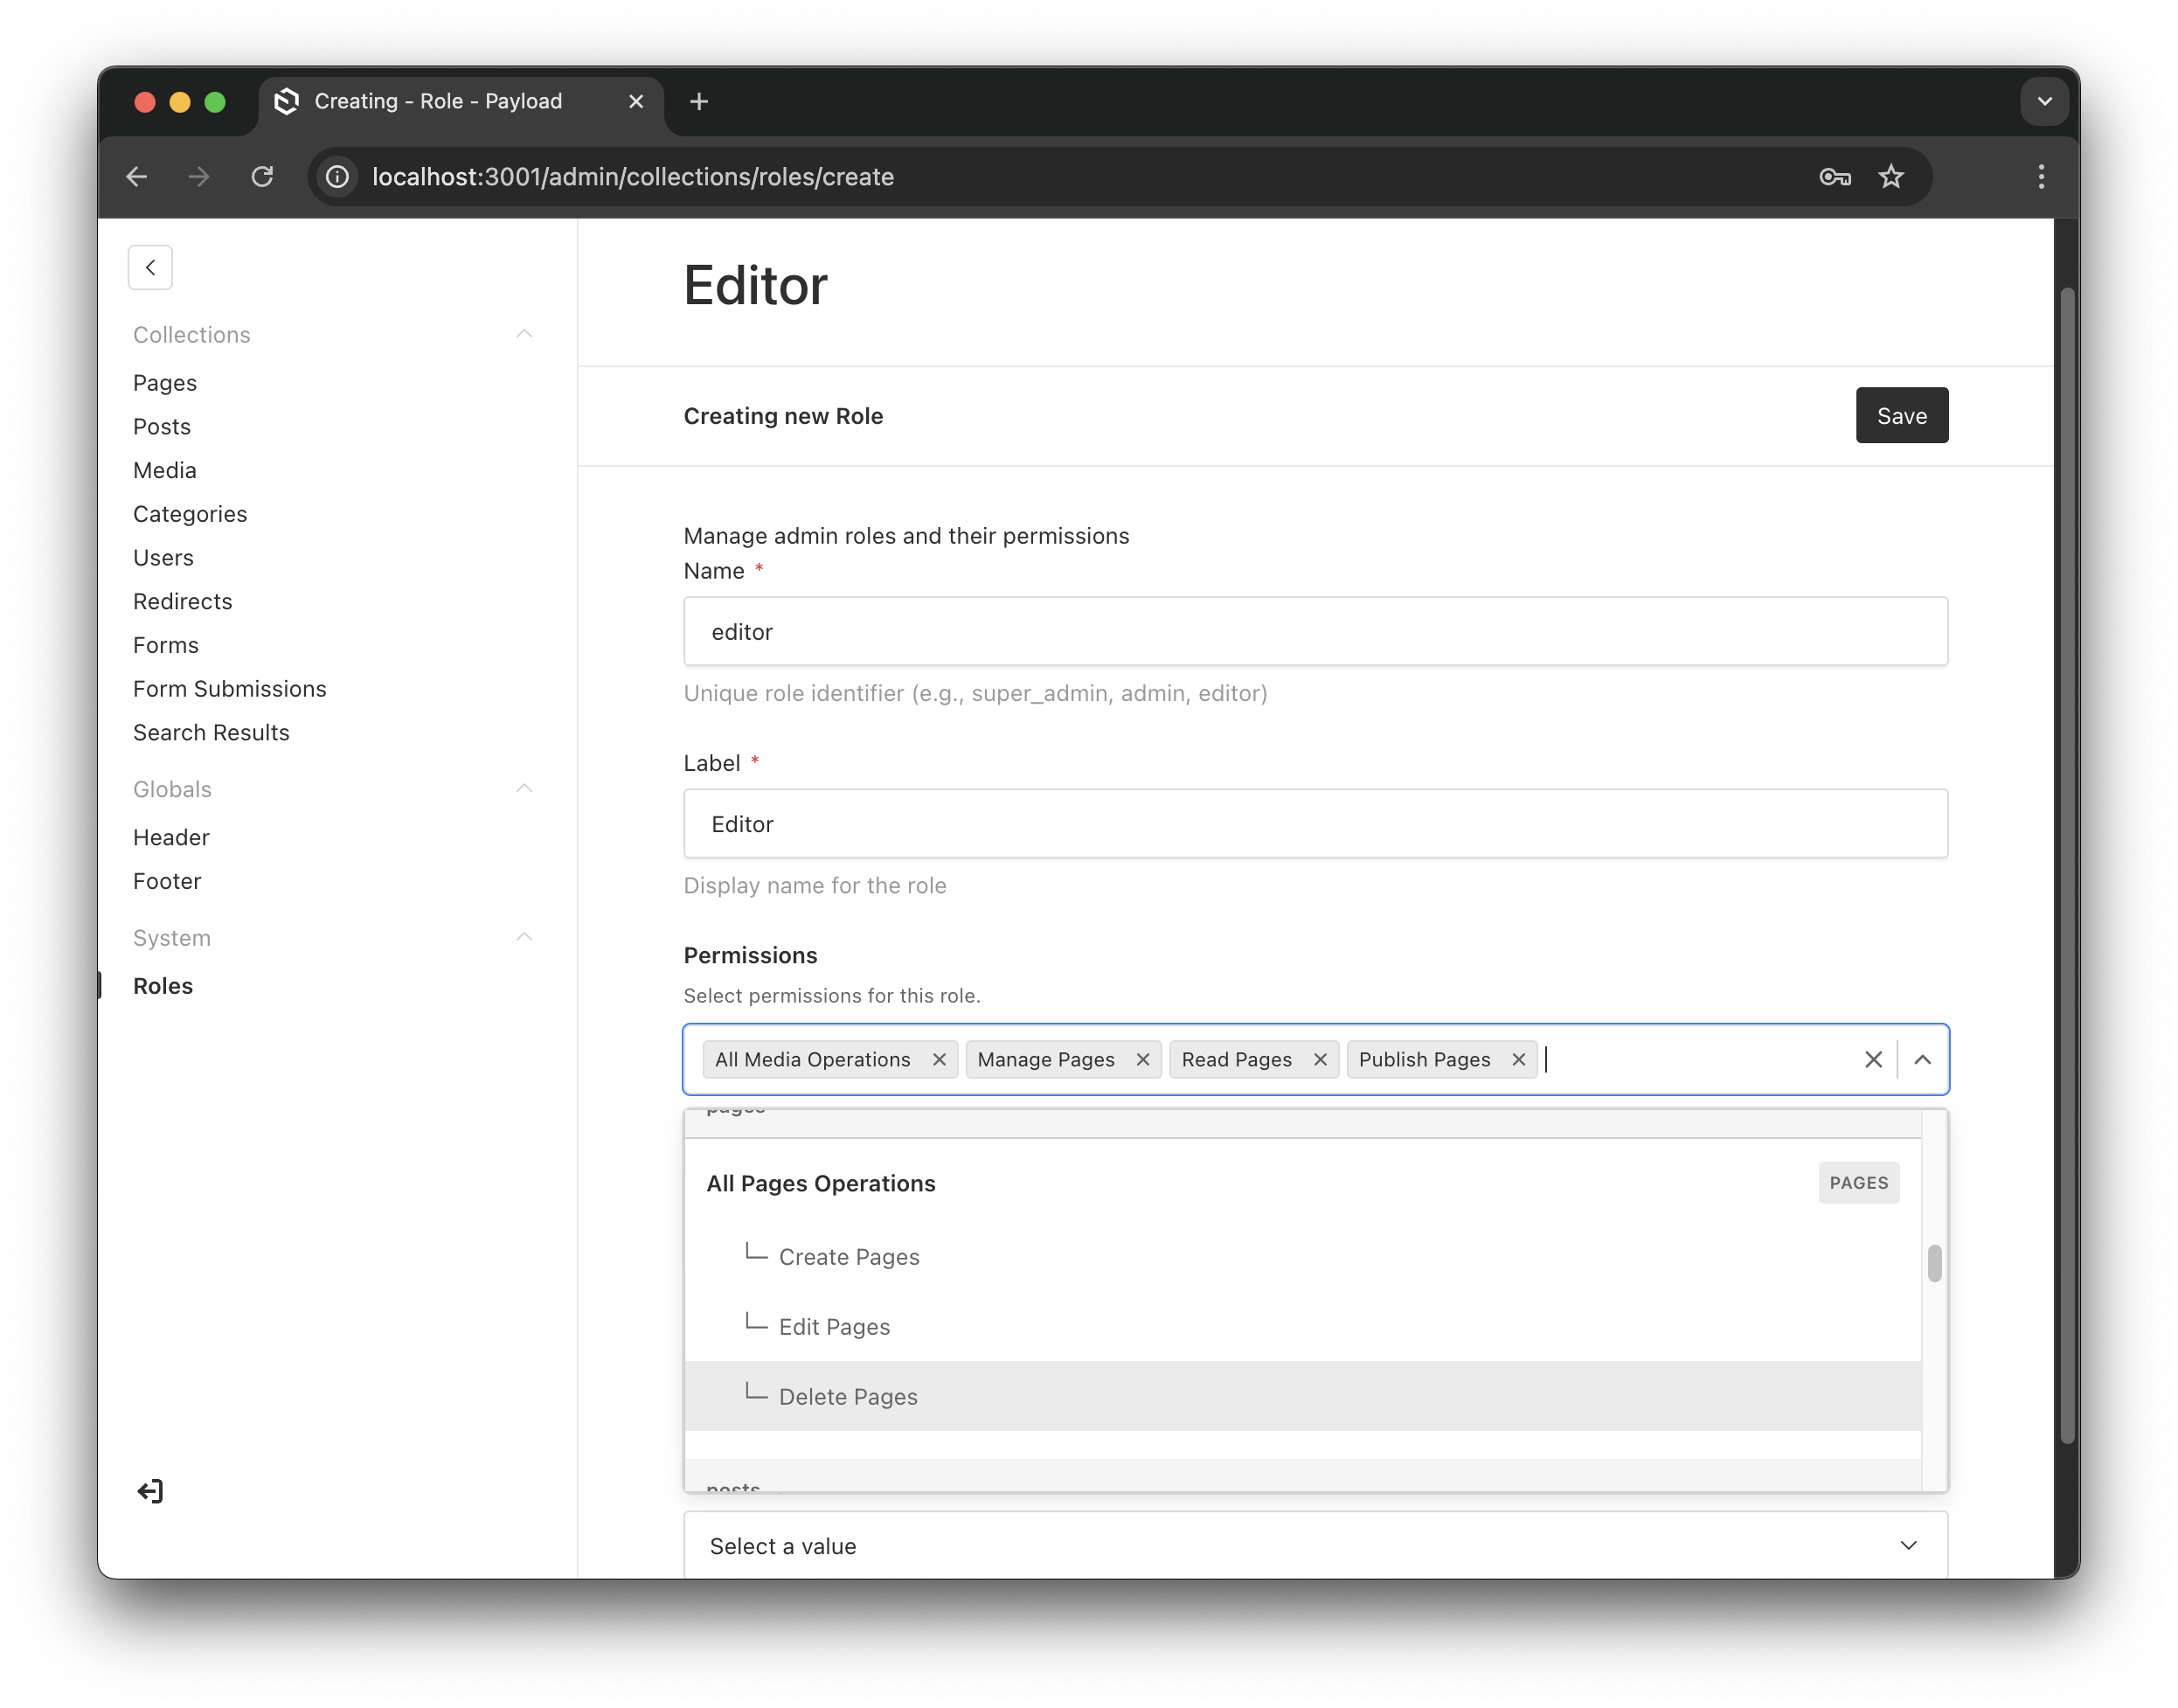 Creating - Role - Payload
localhost:3001/admin/collections/roles/create
Collections
Pages
Posts
Media
Categories
Users
Redirects
Forms
Form Submissions
Search Results
Globals
Header
Footer
System
Roles
Editor
Creating new Role
Save
Manage admin roles and their permissions
Name *
editor
Unique role identifier (e.g., super_admin, admin, editor)
Label *
Editor
Display name for the role
Permissions
Select permissions for this role.
All Media Operations Manage Pages Read Pages Publish Pages
pages
All Pages Operations PAGES
Create Pages
Edit Pages
Delete Pages
posts
Select a value